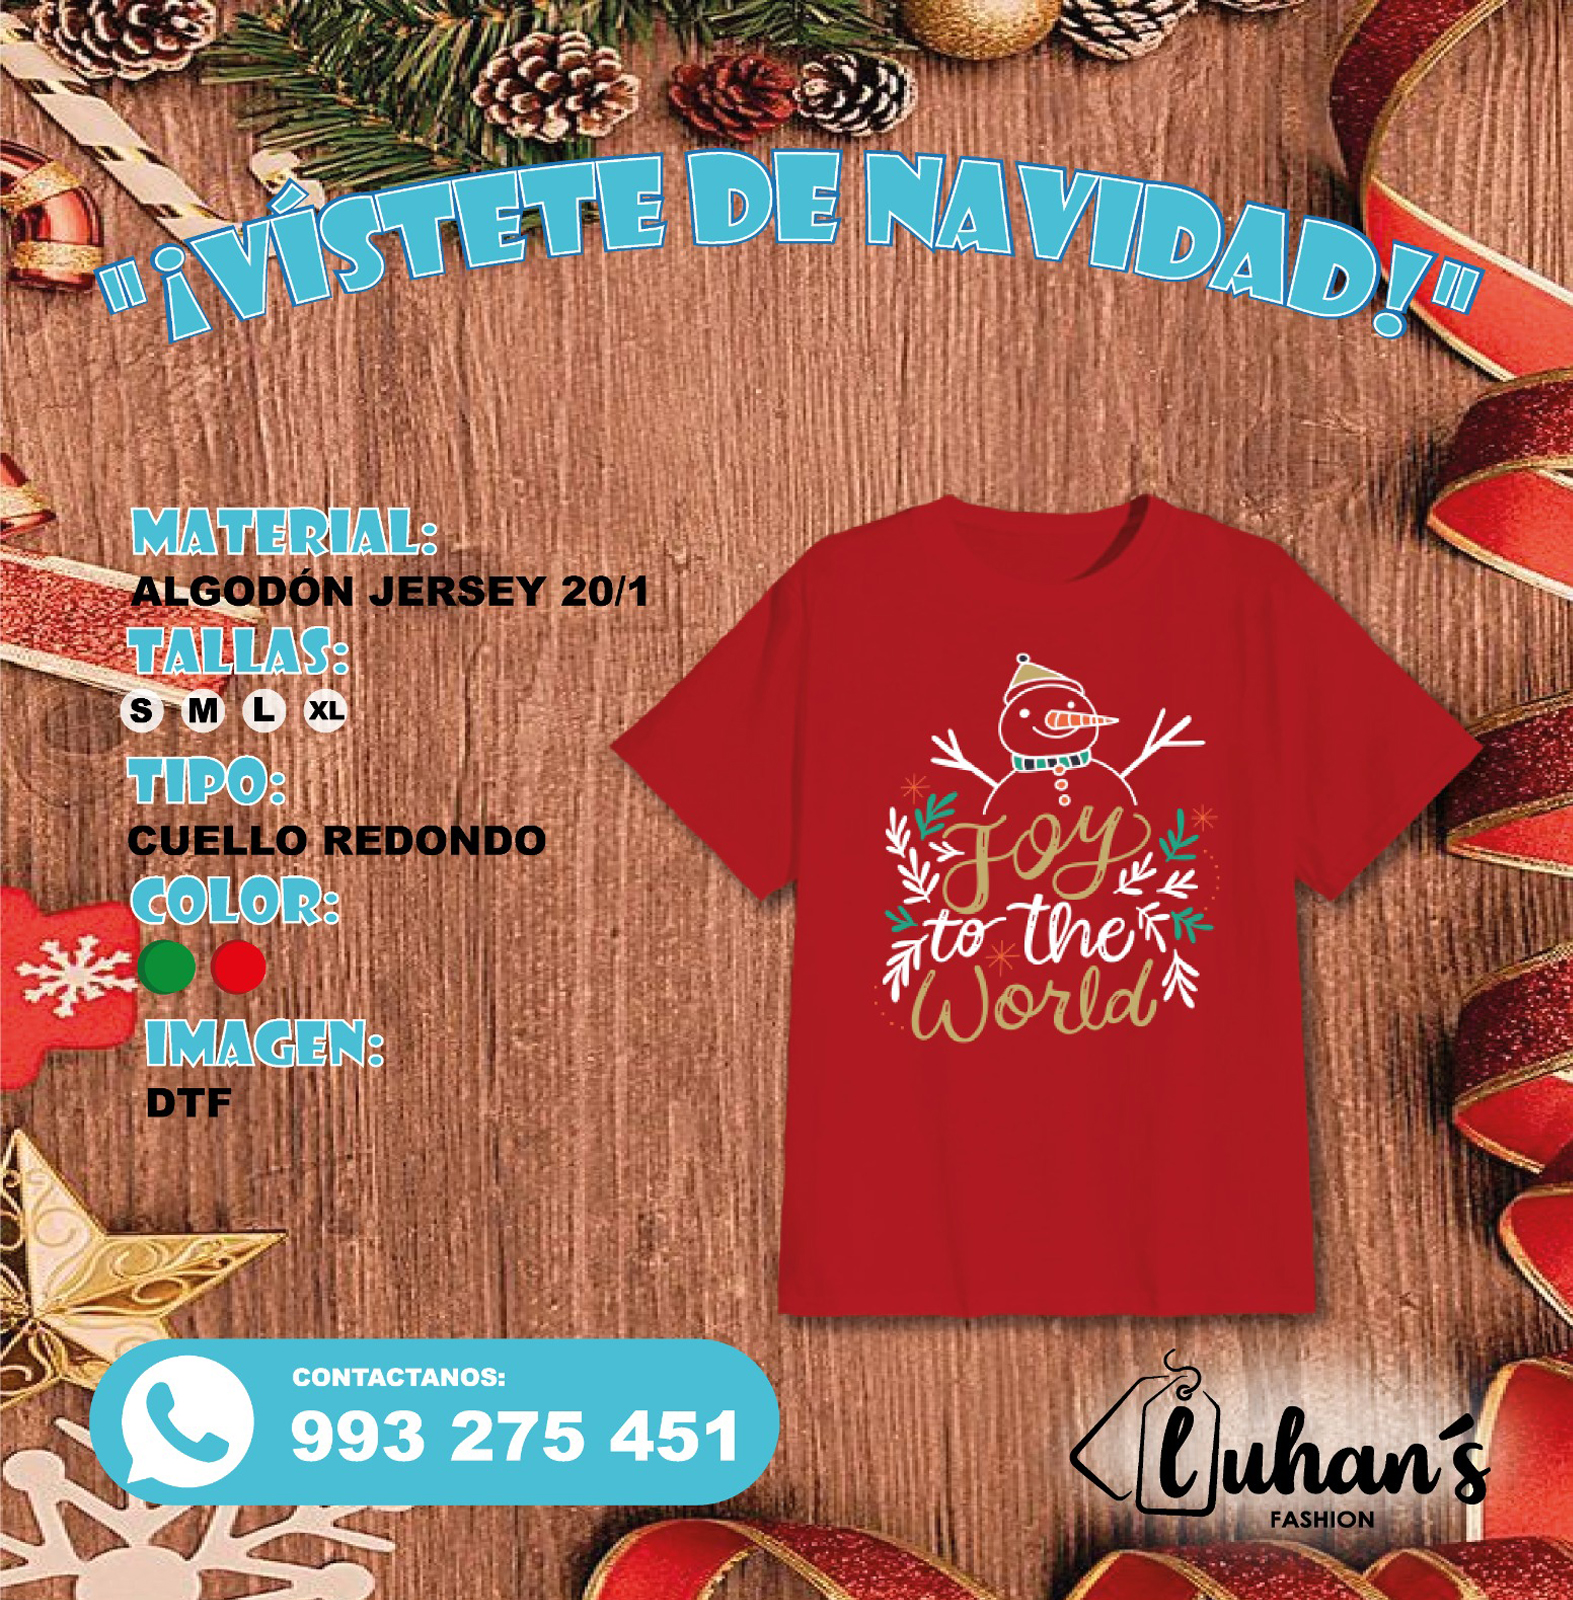 "¡VÍSTETE DE NAVIDAD!"
MATERIAL:
ALGODÓN JERSEY 20/1
TALLAS:
S M L XL
TIPO:
CUELLO REDONDO
COLOR:
IMAGEN:
DTF
Joy
to the
World
CONTACTANOS:
993 275 451
luhan´s
FASHION